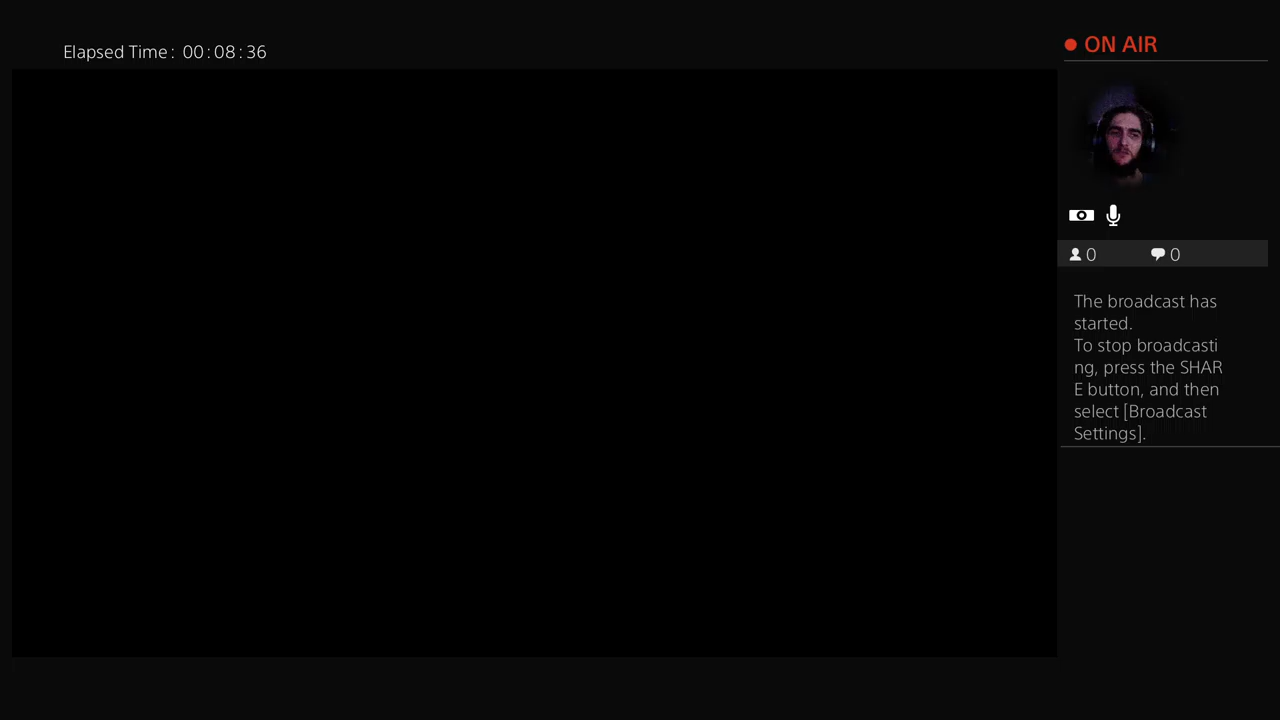 Elapsed Time: 00:08:36
ON AIR
0 0
The broadcast has
started.
To stop broadcasti
ng, press the SHAR
E button, and then
select [Broadcast
Settings].